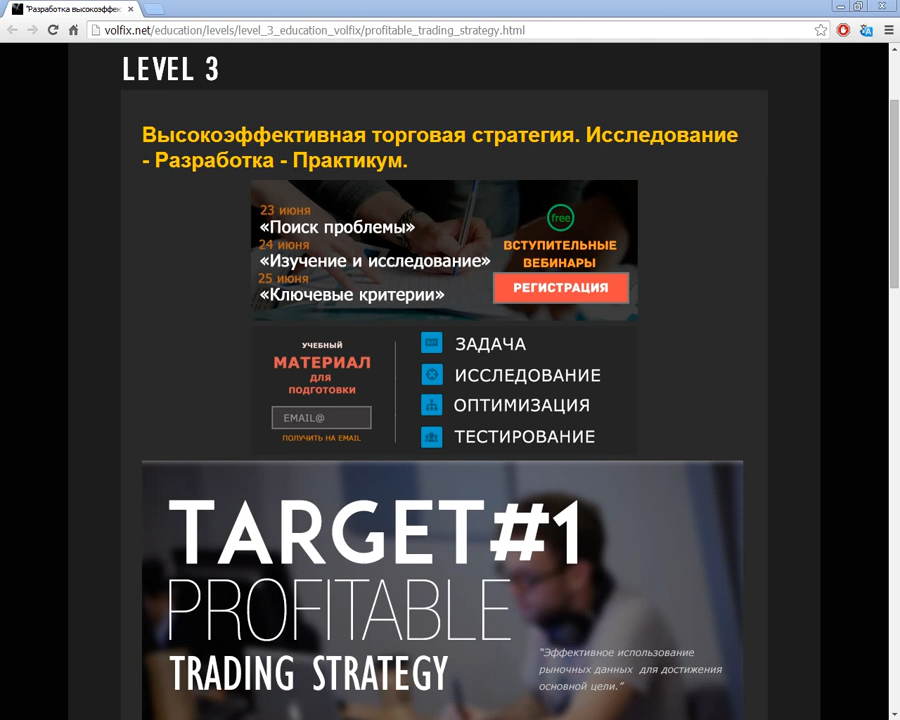 "Разработка высокоэффек
volfix.net/education/levels/level_3_education_volfix/profitable_trading_strategy.html
LEVEL 3
Высокоэффективная торговая стратегия. Исследование
- Разработка - Практикум.
23 июня
«Поиск проблемы»
24 июня
«Изучение и исследование»
25 июня
«Ключевые критерии»
free
ВСТУПИТЕЛЬНЫЕ
ВЕБИНАРЫ
РЕГИСТРАЦИЯ
УЧЕБНЫЙ
МАТЕРИАЛ
ДЛЯ
ПОДГОТОВКИ
EMAIL@
ПОЛУЧИТЬ НА EMAIL
ЗАДАЧА
ИССЛЕДОВАНИЕ
ОПТИМИЗАЦИЯ
ТЕСТИРОВАНИЕ
TARGET#1
PROFITABLE
TRADING STRATEGY
"Эффективное использование
рыночных данных для достижения
основной цели."